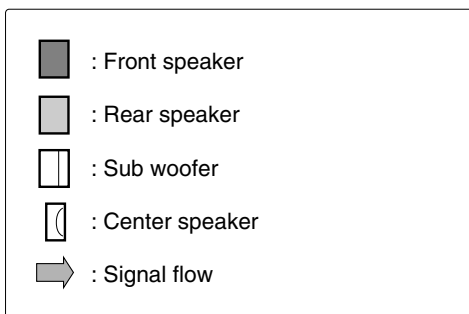 : Front speaker
: Rear speaker
: Sub woofer
: Center speaker
: Signal flow